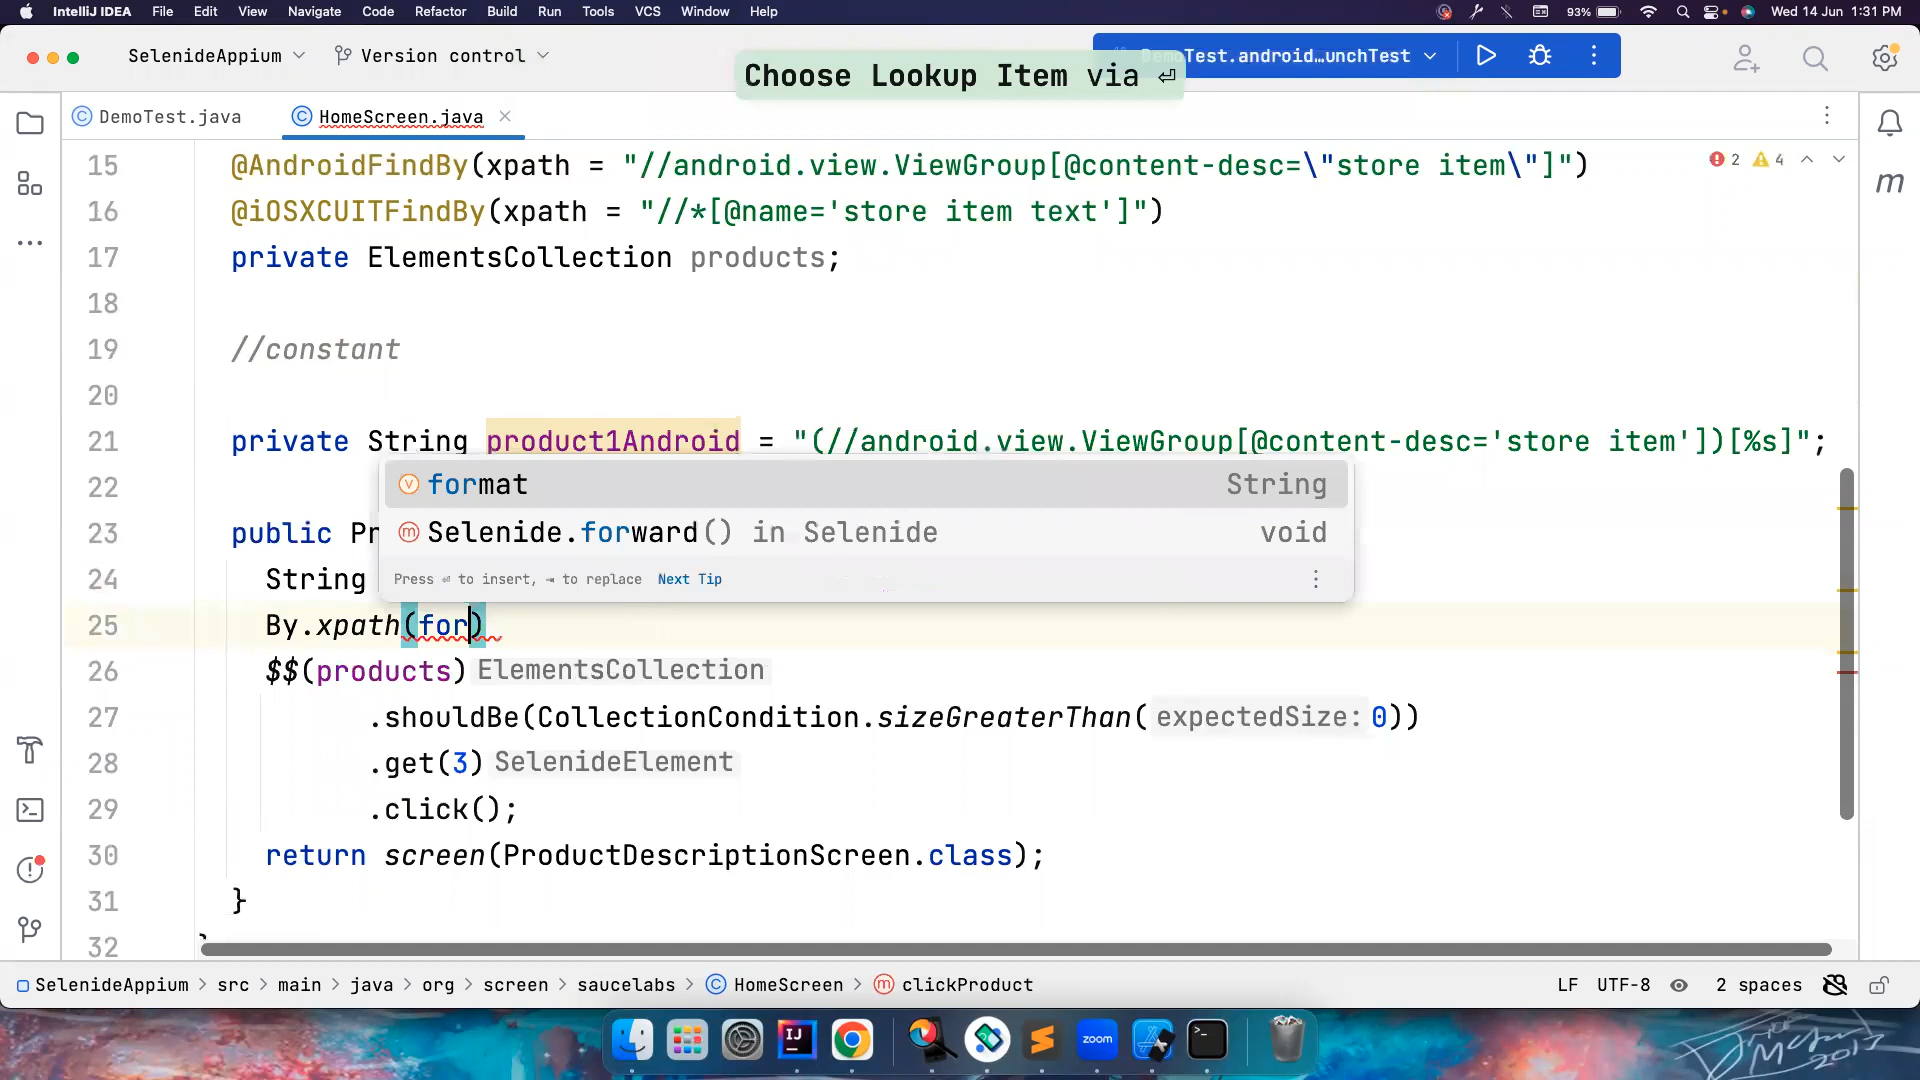 IntelliJ IDEA File Edit View Navigate Code Refactor Build Run Tools VCS Window Help 93% Wed 14 Jun 1:31 PM
SelenideAppium Version control DemoTest.android...unchTest
Choose Lookup Item via ⏎
DemoTest.java HomeScreen.java
15 @AndroidFindBy(xpath = "//android.view.ViewGroup[@content-desc=\"store item\"]") 2 4
16 @iOSXCUITFindBy(xpath = "//*[@name='store item text']")
17 private ElementsCollection products;
18
19 //constant
20
21 private String product1Android = "(//android.view.ViewGroup[@content-desc='store item'])[%s]";
format String
22
Selenide.forward() in Selenide void
23 public Pr
Press ⏎ to insert, ⇥ to replace Next Tip
24 String
25 By.xpath(for)
26 $$(products) ElementsCollection
27 .shouldBe(CollectionCondition.sizeGreaterThan( expectedSize: 0))
28 .get(3) SelenideElement
29 .click();
30 return screen(ProductDescriptionScreen.class);
31 }
32
SelenideAppium > src > main > java > org > screen > saucelabs > HomeScreen > clickProduct LF UTF-8 2 spaces
zoom
2017